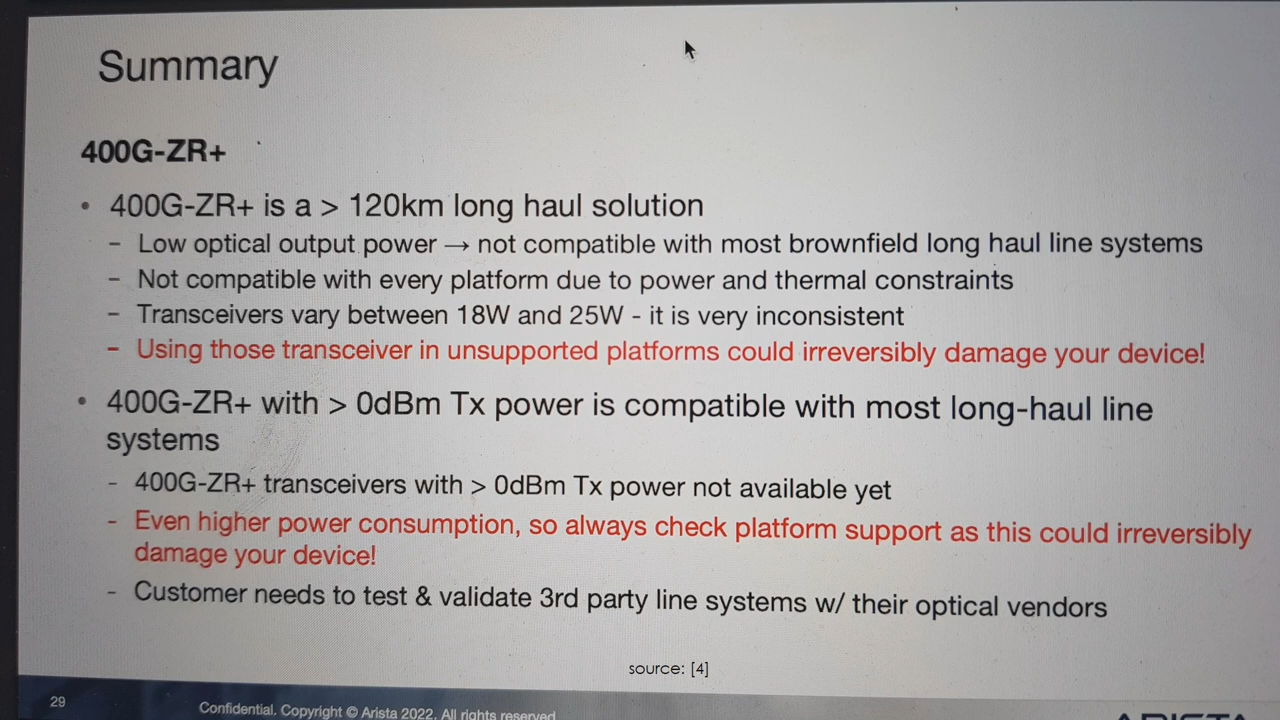 Summary
400G-ZR+
• 400G-ZR+ is a > 120km long haul solution
– Low optical output power → not compatible with most brownfield long haul line systems
– Not compatible with every platform due to power and thermal constraints
– Transceivers vary between 18W and 25W - it is very inconsistent
– Using those transceiver in unsupported platforms could irreversibly damage your device!
• 400G-ZR+ with > 0dBm Tx power is compatible with most long-haul line
systems
- 400G-ZR+ transceivers with > 0dBm Tx power not available yet
- Even higher power consumption, so always check platform support as this could irreversibly
damage your device!
- Customer needs to test & validate 3rd party line systems w/ their optical vendors
source: [4]
29
Confidential. Copyright © Arista 2022. All rights reserved
ARISTA